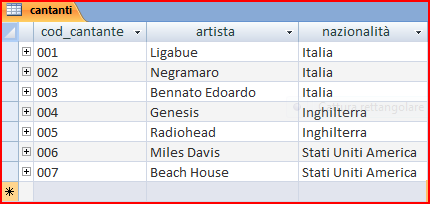 cantanti
cod_cantante artista nazionalità
001 Ligabue Italia
002 Negramaro Italia
003 Bennato Edoardo Italia
004 Genesis Inghilterra
005 Radiohead Inghilterra
006 Miles Davis Stati Uniti America
007 Beach House Stati Uniti America